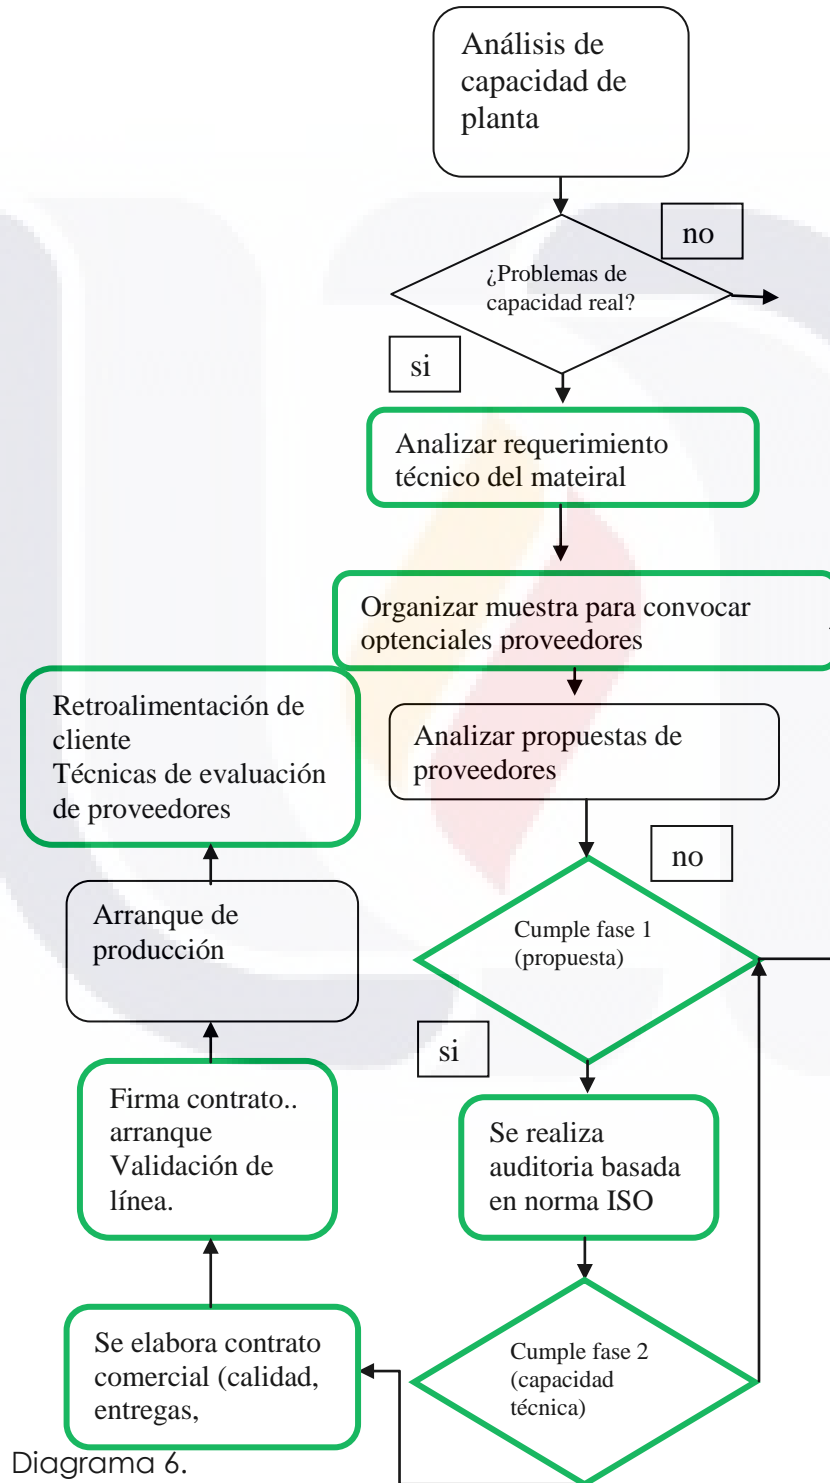 Análisis de
capacidad de
planta
no
¿Problemas de
capacidad real?
si
Analizar requerimiento
técnico del mateiral
Organizar muestra para convocar
optenciales proveedores
Retroalimentación de
cliente
Técnicas de evaluación
de proveedores
Analizar propuestas de
proveedores
no
Arranque de
producción
Cumple fase 1
(propuesta)
si
Firma contrato..
arranque
Validación de
línea.
Se realiza
auditoria basada
en norma ISO
Se elabora contrato
comercial (calidad,
entregas,
Cumple fase 2
(capacidad
técnica)
Diagrama 6.